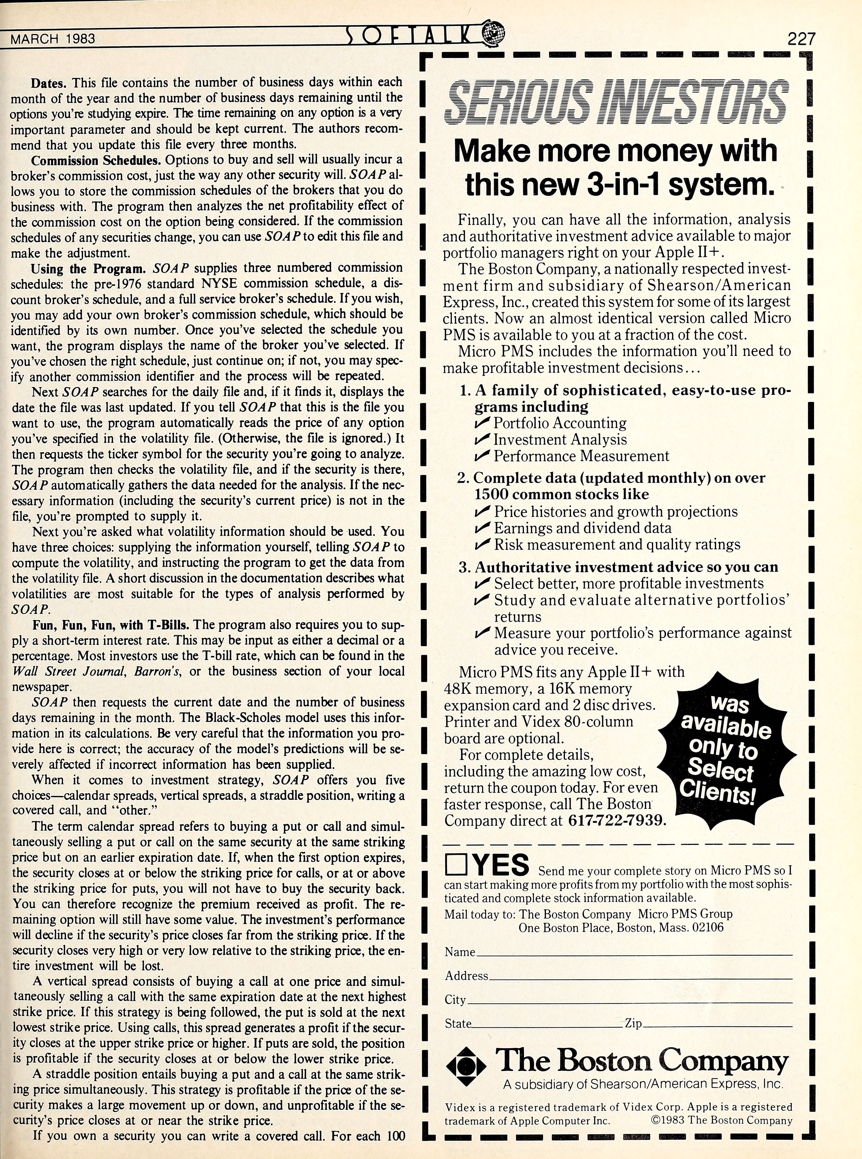 MARCH 1983
SOFTALK
227
Dates. This file contains the number of business days within each
month of the year and the number of business days remaining until the
options you're studying expire. The time remaining on any option is a very
important parameter and should be kept current. The authors recom-
mend that you update this file every three months.
Commission Schedules. Options to buy and sell will usually incur a
broker's commission cost, just the way any other security will. SOAP al-
lows you to store the commission schedules of the brokers that you do
business with. The program then analyzes the net profitability effect of
the commission cost on the option being considered. If the commission
schedules of any securities change, you can use SOAP to edit this file and
make the adjustment.
Using the Program. SOAP supplies three numbered commission
schedules: the pre-1976 standard NYSE commission schedule, a dis-
count broker's schedule, and a full service broker's schedule. If you wish,
you may add your own broker's commission schedule, which should be
identified by its own number. Once you've selected the schedule you
want, the program displays the name of the broker you've selected. If
you've chosen the right schedule, just continue on; if not, you may spec-
ify another commission identifier and the process will be repeated.
Next SOAP searches for the daily file and, if it finds it, displays the
date the file was last updated. If you tell SOAP that this is the file you
want to use, the program automatically reads the price of any option
you've specified in the volatility file. (Otherwise, the file is ignored.) It
then requests the ticker symbol for the security you're going to analyze.
The program then checks the volatility file, and if the security is there,
SOAP automatically gathers the data needed for the analysis. If the nec-
essary information (including the security's current price) is not in the
file, you're prompted to supply it.
Next you're asked what volatility information should be used. You
have three choices: supplying the information yourself, telling SOAP to
compute the volatility, and instructing the program to get the data from
the volatility file. A short discussion in the documentation describes what
volatilities are most suitable for the types of analysis performed by
SOAP.
Fun, Fun, Fun, with T-Bills. The program also requires you to sup-
ply a short-term interest rate. This may be input as either a decimal or a
percentage. Most investors use the T-bill rate, which can be found in the
Wall Street Journal, Barron's, or the business section of your local
newspaper.
SOAP then requests the current date and the number of business
days remaining in the month. The Black-Scholes model uses this infor-
mation in its calculations. Be very careful that the information you pro-
vide here is correct; the accuracy of the model's predictions will be se-
verely affected if incorrect information has been supplied.
When it comes to investment strategy, SOAP offers you five
choices—calendar spreads, vertical spreads, a straddle position, writing a
covered call, and "other."
The term calendar spread refers to buying a put or call and simul-
taneously selling a put or call on the same security at the same striking
price but on an earlier expiration date. If, when the first option expires,
the security closes at or below the striking price for calls, or at or above
the striking price for puts, you will not have to buy the security back.
You can therefore recognize the premium received as profit. The re-
maining option will still have some value. The investment's performance
will decline if the security's price closes far from the striking price. If the
security closes very high or very low relative to the striking price, the en-
tire investment will be lost.
A vertical spread consists of buying a call at one price and simul-
taneously selling a call with the same expiration date at the next highest
strike price. If this strategy is being followed, the put is sold at the next
lowest strike price. Using calls, this spread generates a profit if the secur-
ity closes at the upper strike price or higher. If puts are sold, the position
is profitable if the security closes at or below the lower strike price.
A straddle position entails buying a put and a call at the same strik-
ing price simultaneously. This strategy is profitable if the price of the se-
curity makes a large movement up or down, and unprofitable if the se-
curity's price closes at or near the strike price.
If you own a security you can write a covered call. For each 100
SERIOUS INVESTORS
Make more money with
this new 3-in-1 system.
Finally, you can have all the information, analysis
and authoritative investment advice available to major
portfolio managers right on your Apple II+.
The Boston Company, a nationally respected invest-
ment firm and subsidiary of Shearson/American
Express, Inc., created this system for some of its largest
clients. Now an almost identical version called Micro
PMS is available to you at a fraction of the cost.
Micro PMS includes the information you'll need to
make profitable investment decisions...
1. A family of sophisticated, easy-to-use pro-
grams including
Portfolio Accounting
Investment Analysis
Performance Measurement
2. Complete data (updated monthly) on over
1500 common stocks like
Price histories and growth projections
Earnings and dividend data
Risk measurement and quality ratings
3. Authoritative investment advice so you can
Select better, more profitable investments
Study and evaluate alternative portfolios'
returns
Measure your portfolio's performance against
advice you receive.
Micro PMS fits any Apple II+ with
48K memory, a 16K memory
expansion card and 2 disc drives.
Printer and Videx 80-column
board are optional.
For complete details,
including the amazing low cost,
return the coupon today. For even
faster response, call The Boston
Company direct at 617-722-7939.
was
available
only to
Select
Clients!
YES Send me your complete story on Micro PMS so I
can start making more profits from my portfolio with the most sophis-
ticated and complete stock information available.
Mail today to: The Boston Company Micro PMS Group
One Boston Place, Boston, Mass. 02106
Name
Address
City
State Zip
The Boston Company
A subsidiary of Shearson/American Express, Inc.
Videx is a registered trademark of Videx Corp. Apple is a registered
trademark of Apple Computer Inc. ©1983 The Boston Company